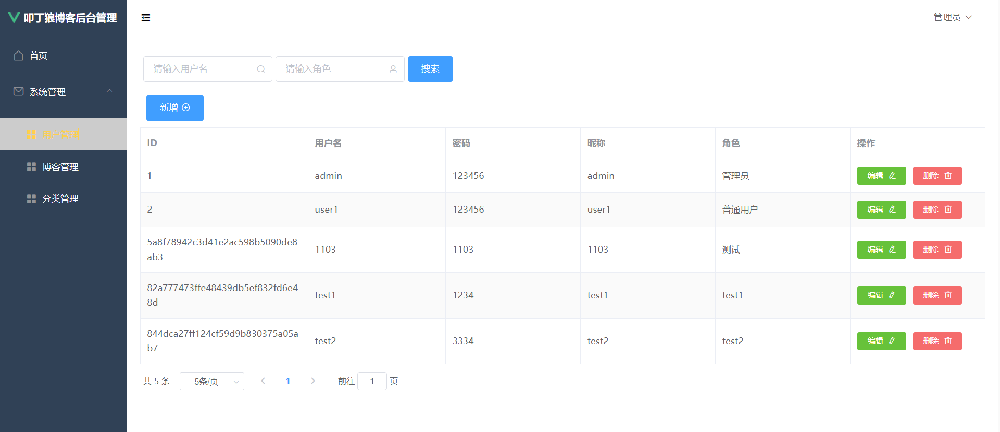 叩丁狼博客后台管理
管理员
首页
系统管理
用户管理
博客管理
分类管理
请输入用户名 请输入角色 搜索
新增
ID 用户名 密码 昵称 角色 操作
1 admin 123456 admin 管理员 编辑 删除
2 user1 123456 user1 普通用户 编辑 删除
5a8f78942c3d41e2ac598b5090de8
ab3 1103 1103 1103 测试 编辑 删除
82a777473ffe48439db5ef832fd6e4
8d test1 1234 test1 test1 编辑 删除
844dca27ff124cf59d9b830375a05a
b7 test2 3334 test2 test2 编辑 删除
共 5 条 5条/页 1 前往 1 页